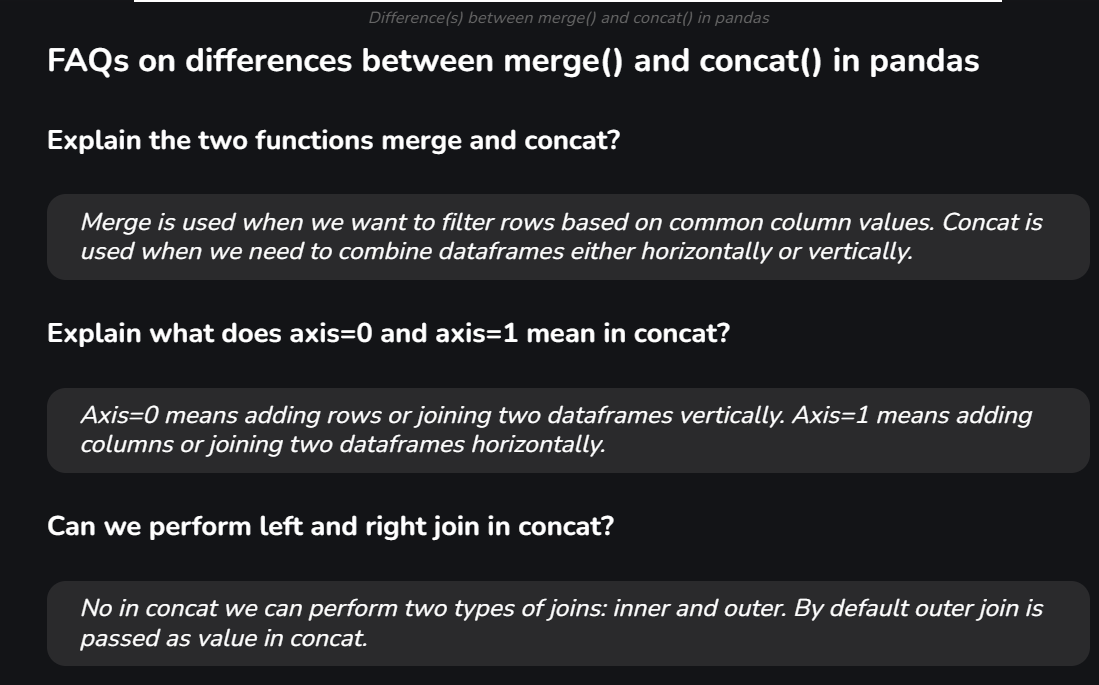 Difference(s) between merge() and concat() in pandas
FAQs on differences between merge() and concat() in pandas
Explain the two functions merge and concat?
Merge is used when we want to filter rows based on common column values. Concat is
used when we need to combine dataframes either horizontally or vertically.
Explain what does axis=0 and axis=1 mean in concat?
Axis=0 means adding rows or joining two dataframes vertically. Axis=1 means adding
columns or joining two dataframes horizontally.
Can we perform left and right join in concat?
No in concat we can perform two types of joins: inner and outer. By default outer join is
passed as value in concat.